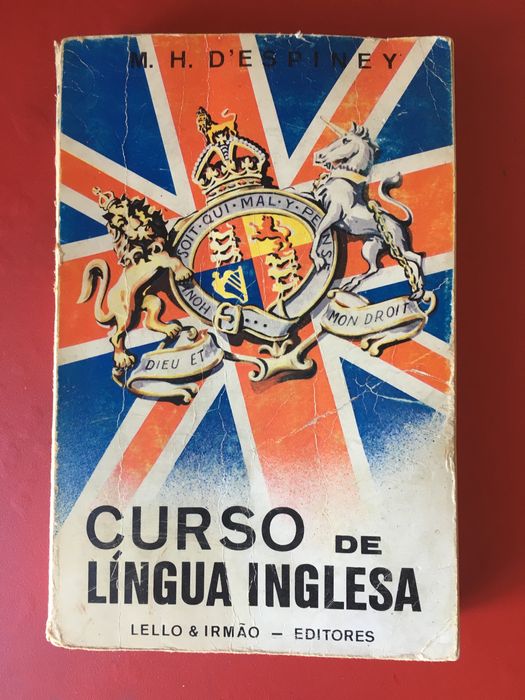 M. H. D'ESPINEY
HONI SOIT·QUI·MAL·Y·PENSE
DIEU ET
MON DROIT
CURSO DE
LÍNGUA INGLESA
LELLO & IRMÃO — EDITORES